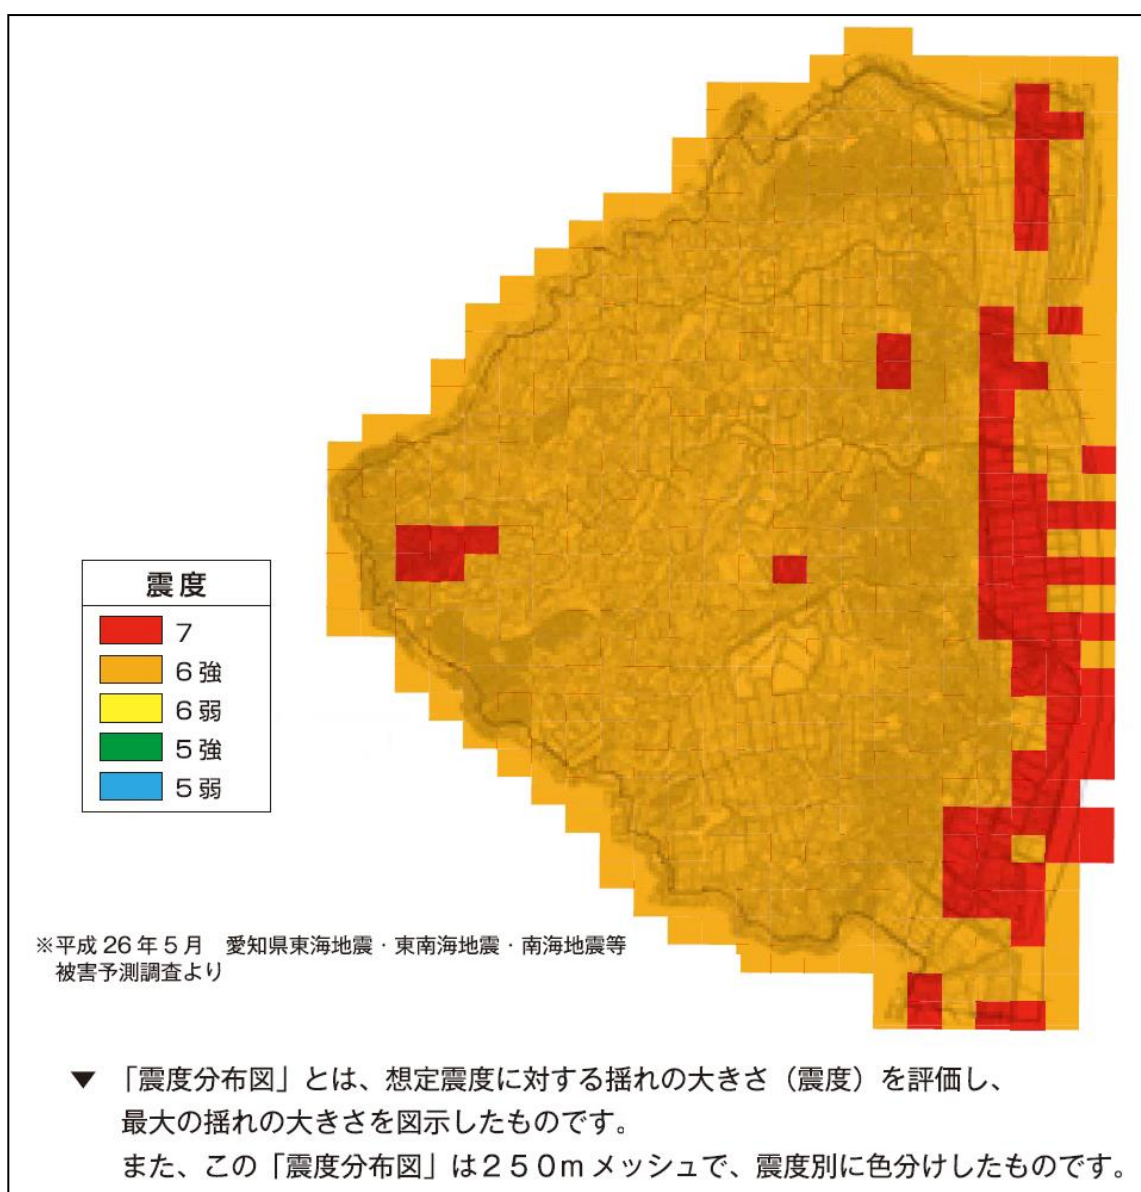 震度
7
6強
6弱
5強
5弱
※平成26年5月　愛知県東海地震・東南海地震・南海地震等
被害予測調査より
▼　「震度分布図」とは、想定震度に対する揺れの大きさ（震度）を評価し、
最大の揺れの大きさを図示したものです。
また、この「震度分布図」は２５０ｍメッシュで、震度別に色分けしたものです。